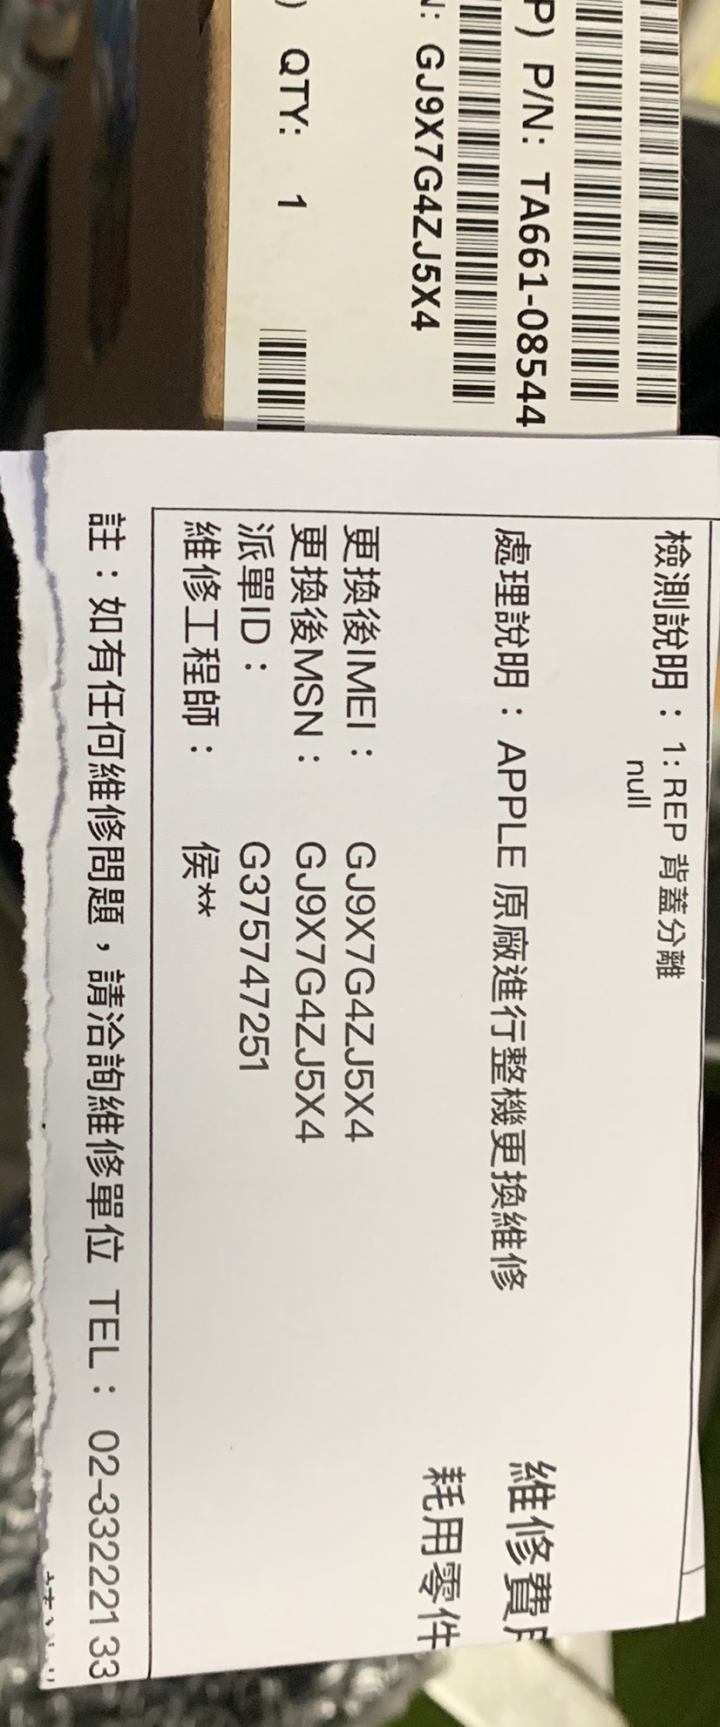 P) P/N: TA661-08544
N: GJ9X7G4ZJ5X4
) QTY: 1
檢測說明： 1: REP 背蓋分離
null
處理說明： APPLE 原廠進行整機更換維修
維修費
耗用零件
更換後IMEI： GJ9X7G4ZJ5X4
更換後MSN： GJ9X7G4ZJ5X4
派單ID： G375747251
維修工程師： 侯**
註：如有任何維修問題，請洽詢維修單位 TEL： 02-33222133